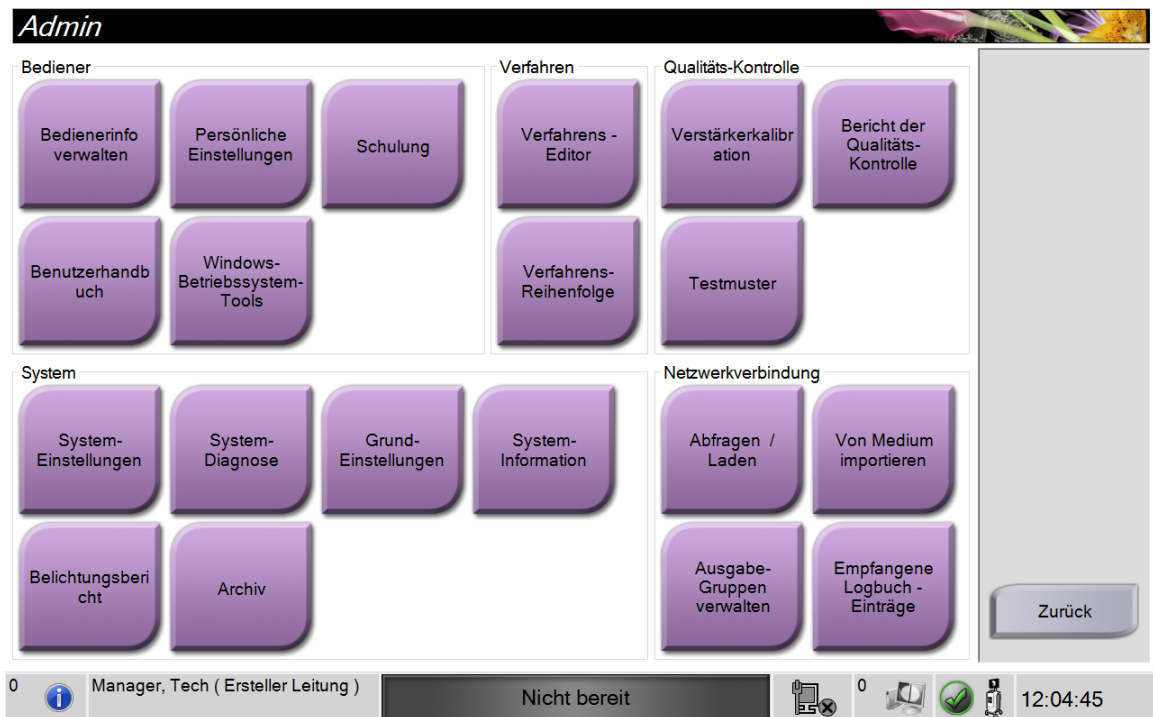 Admin
Bediener
Bedienerinfo
verwalten
Persönliche
Einstellungen
Schulung
Benutzerhandb
uch
Windows-
Betriebssystem-
Tools
Verfahren
Verfahrens -
Editor
Verfahrens-
Reihenfolge
Qualitäts-Kontrolle
Verstärkerkalibr
ation
Bericht der
Qualitäts-
Kontrolle
Testmuster
System
System-
Einstellungen
System-
Diagnose
Grund-
Einstellungen
System-
Information
Belichtungsberi
cht
Archiv
Netzwerkverbindung
Abfragen / 
Laden
Von Medium
importieren
Ausgabe-
Gruppen
verwalten
Empfangene
Logbuch -
Einträge
Zurück
0
Manager, Tech ( Ersteller Leitung )
Nicht bereit
0
12:04:45